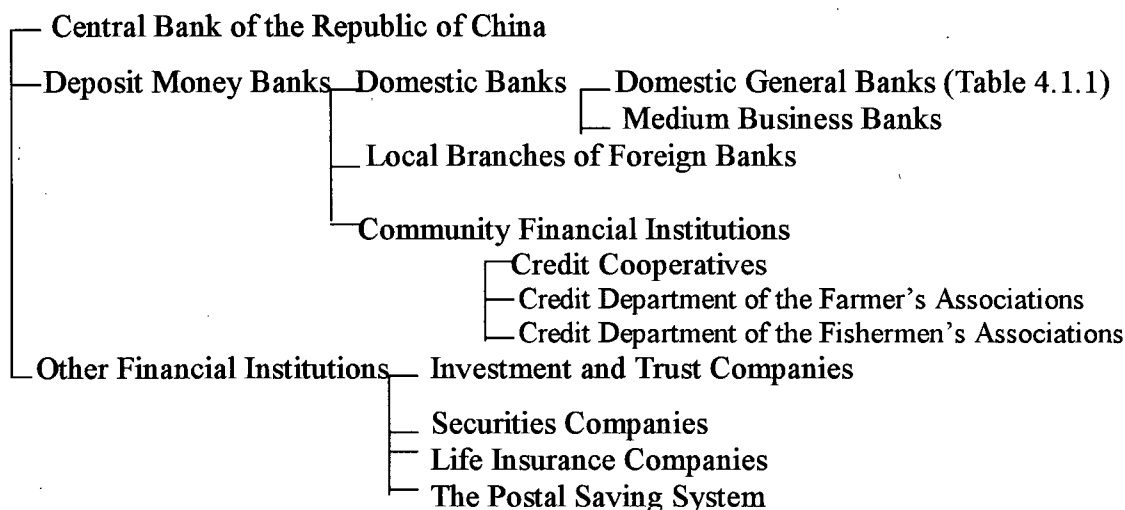 Central Bank of the Republic of China
Deposit Money Banks Domestic Banks Domestic General Banks (Table 4.1.1)
Medium Business Banks
Local Branches of Foreign Banks
Community Financial Institutions
Credit Cooperatives
Credit Department of the Farmer's Associations
Credit Department of the Fishermen's Associations
Other Financial Institutions Investment and Trust Companies
Securities Companies
Life Insurance Companies
The Postal Saving System